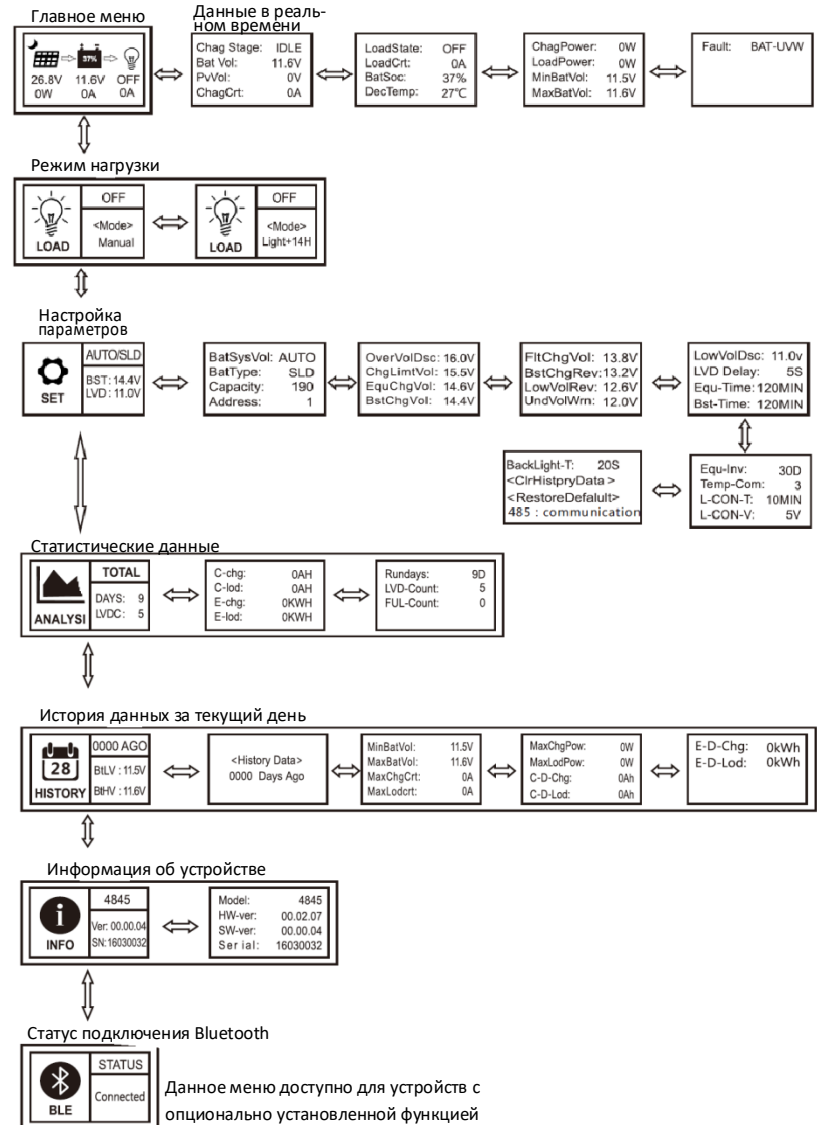 Главное меню
Данные в реаль-
ном времени
37%
26.8V 11.6V OFF
0W 0A 0A
Chag Stage: IDLE
Bat Vol: 11.6V
PvVol: 0V
ChagCrt: 0A
LoadState: OFF
LoadCrt: 0A
BatSoc: 37%
DecTemp: 27℃
ChagPower: 0W
LoadPower: 0W
MinBatVol: 11.5V
MaxBatVol: 11.6V
Fault: BAT-UVW
Режим нагрузки
LOAD
OFF
<Mode>
Manual
LOAD
OFF
<Mode>
Light+14H
Настройка
параметров
SET
AUTO/SLD
BST: 14.4V
LVD: 11.0V
BatSysVol: AUTO
BatType: SLD
Capacity: 190
Address: 1
OverVolDsc: 16.0V
ChgLimtVol: 15.5V
EquChgVol: 14.6V
BstChgVol: 14.4V
FltChgVol: 13.8V
BstChgRev:13.2V
LowVolRev: 12.6V
UndVolWrn: 12.0V
LowVolDsc: 11.0v
LVD Delay: 5S
Equ-Time: 120MIN
Bst-Time: 120MIN
BackLight-T: 20S
<ClrHistpryData >
<RestoreDefalult>
485 : communication
Equ-Inv: 30D
Temp-Com: 3
L-CON-T: 10MIN
L-CON-V: 5V
Статистические данные
ANALYSI
TOTAL
DAYS: 9
LVDC: 5
C-chg: 0AH
C-lod: 0AH
E-chg: 0KWH
E-lod: 0KWH
Rundays: 9D
LVD-Count: 5
FUL-Count: 0
История данных за текущий день
28
HISTORY
0000 AGO
BtLV : 11.5V
BtHV : 11.6V
<History Data>
0000 Days Ago
MinBatVol: 11.5V
MaxBatVol: 11.6V
MaxChgCrt: 0A
MaxLodcrt: 0A
MaxChgPow: 0W
MaxLodPow: 0W
C-D-Chg: 0Ah
C-D-Lod: 0Ah
E-D-Chg: 0kWh
E-D-Lod: 0kWh
Информация об устройстве
i
INFO
4845
Ver: 00.00.04
SN:16030032
Model: 4845
HW-ver: 00.02.07
SW-ver: 00.00.04
Ser ial: 16030032
Статус подключения Bluetooth
BLE
STATUS
Connected
Данное меню доступно для устройств с
опционально установленной функцией